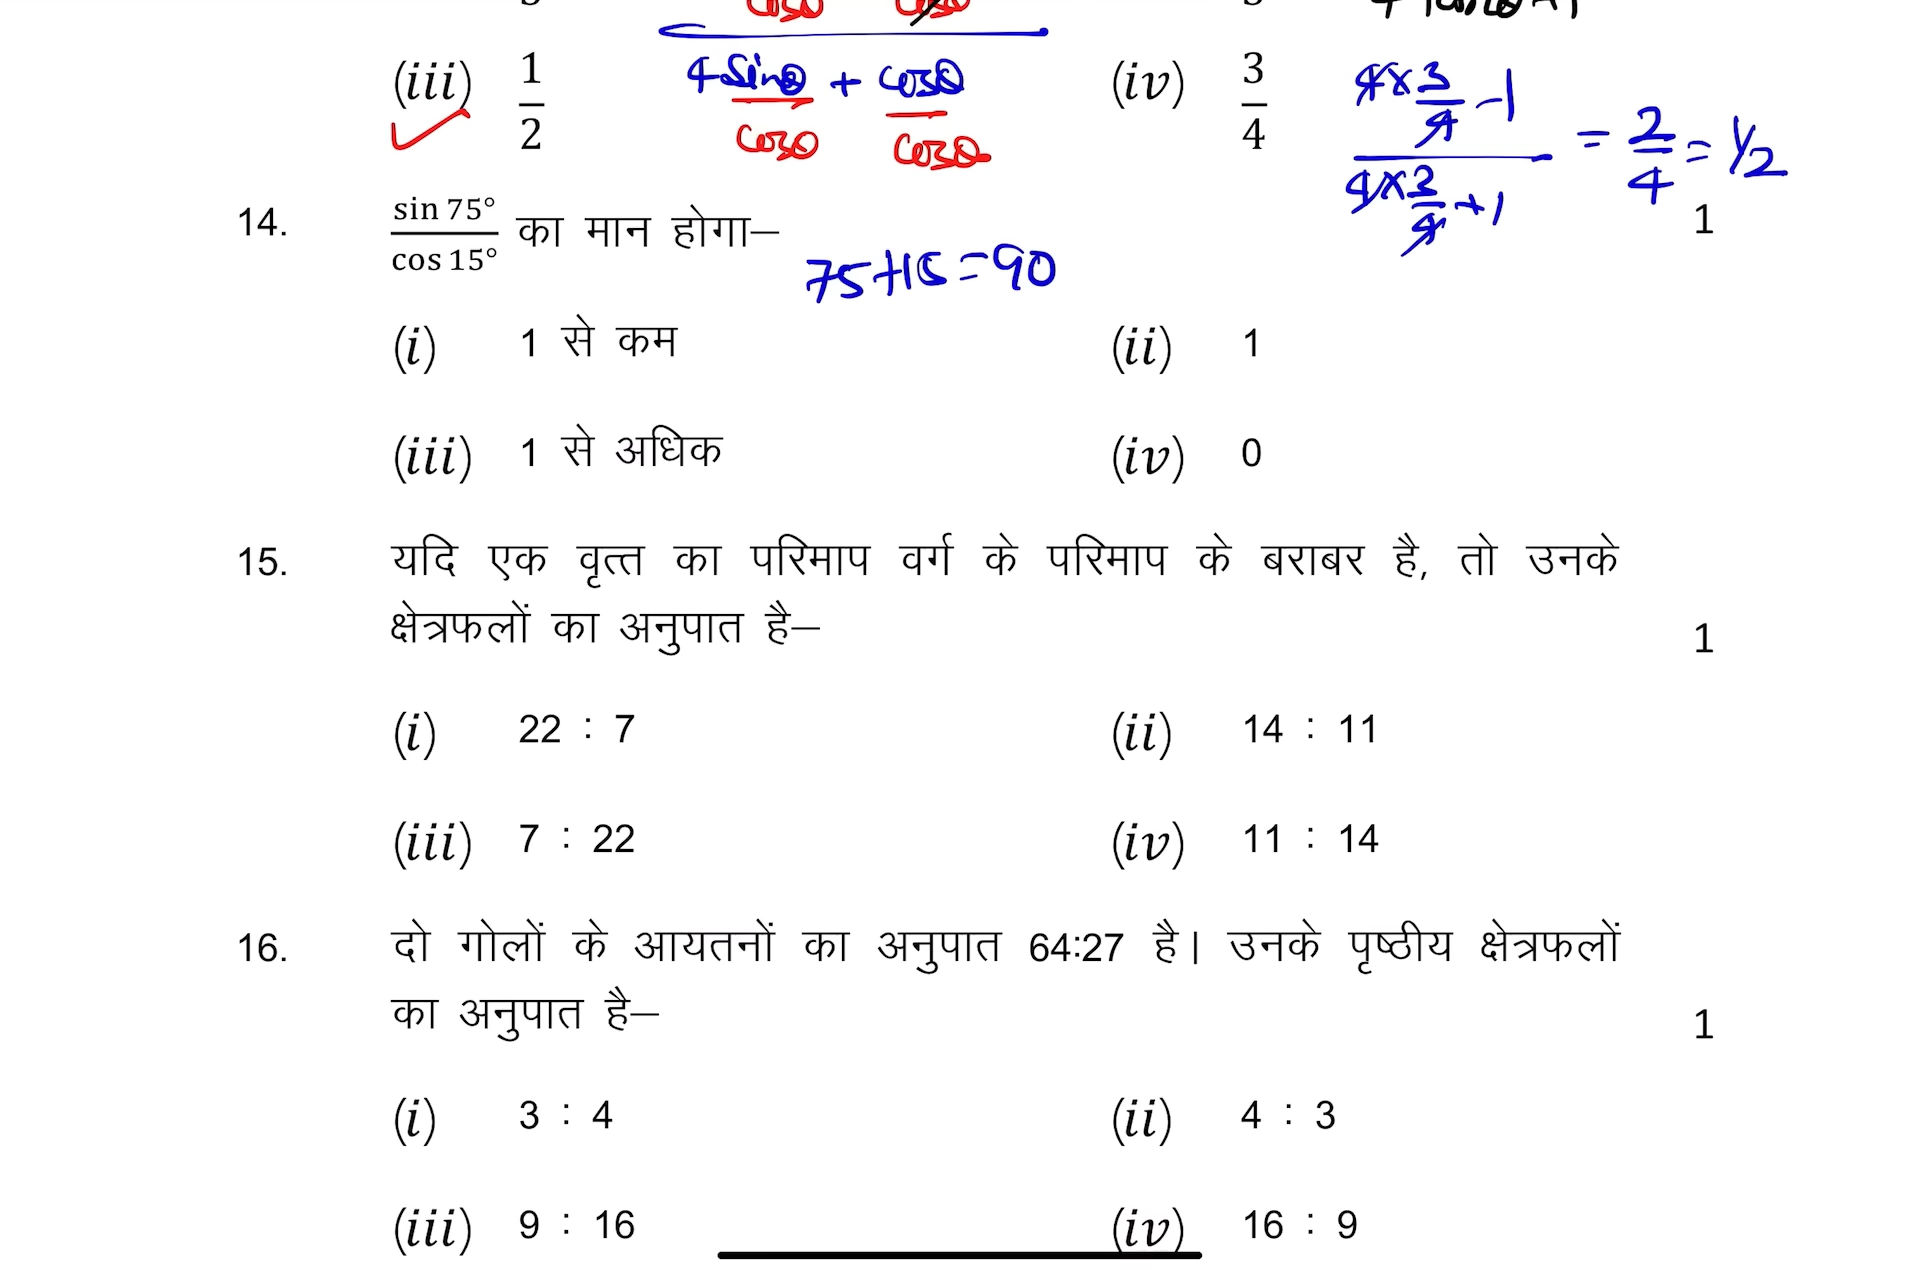 cosθ cosθ
(iii) 1/2 4sinθ + cosθ (iv) 3/4 4×3/4 -1
cosθ cosθ 4×3/4 +1 = 2/4 = 1/2
14. sin 75°/cos 15° का मान होगा– 1
75+15=90
(i) 1 से कम (ii) 1
(iii) 1 से अधिक (iv) 0
15. यदि एक वृत्त का परिमाप वर्ग के परिमाप के बराबर है, तो उनके
क्षेत्रफलों का अनुपात है– 1
(i) 22 : 7 (ii) 14 : 11
(iii) 7 : 22 (iv) 11 : 14
16. दो गोलों के आयतनों का अनुपात 64:27 है। उनके पृष्ठीय क्षेत्रफलों
का अनुपात है– 1
(i) 3 : 4 (ii) 4 : 3
(iii) 9 : 16 (iv) 16 : 9